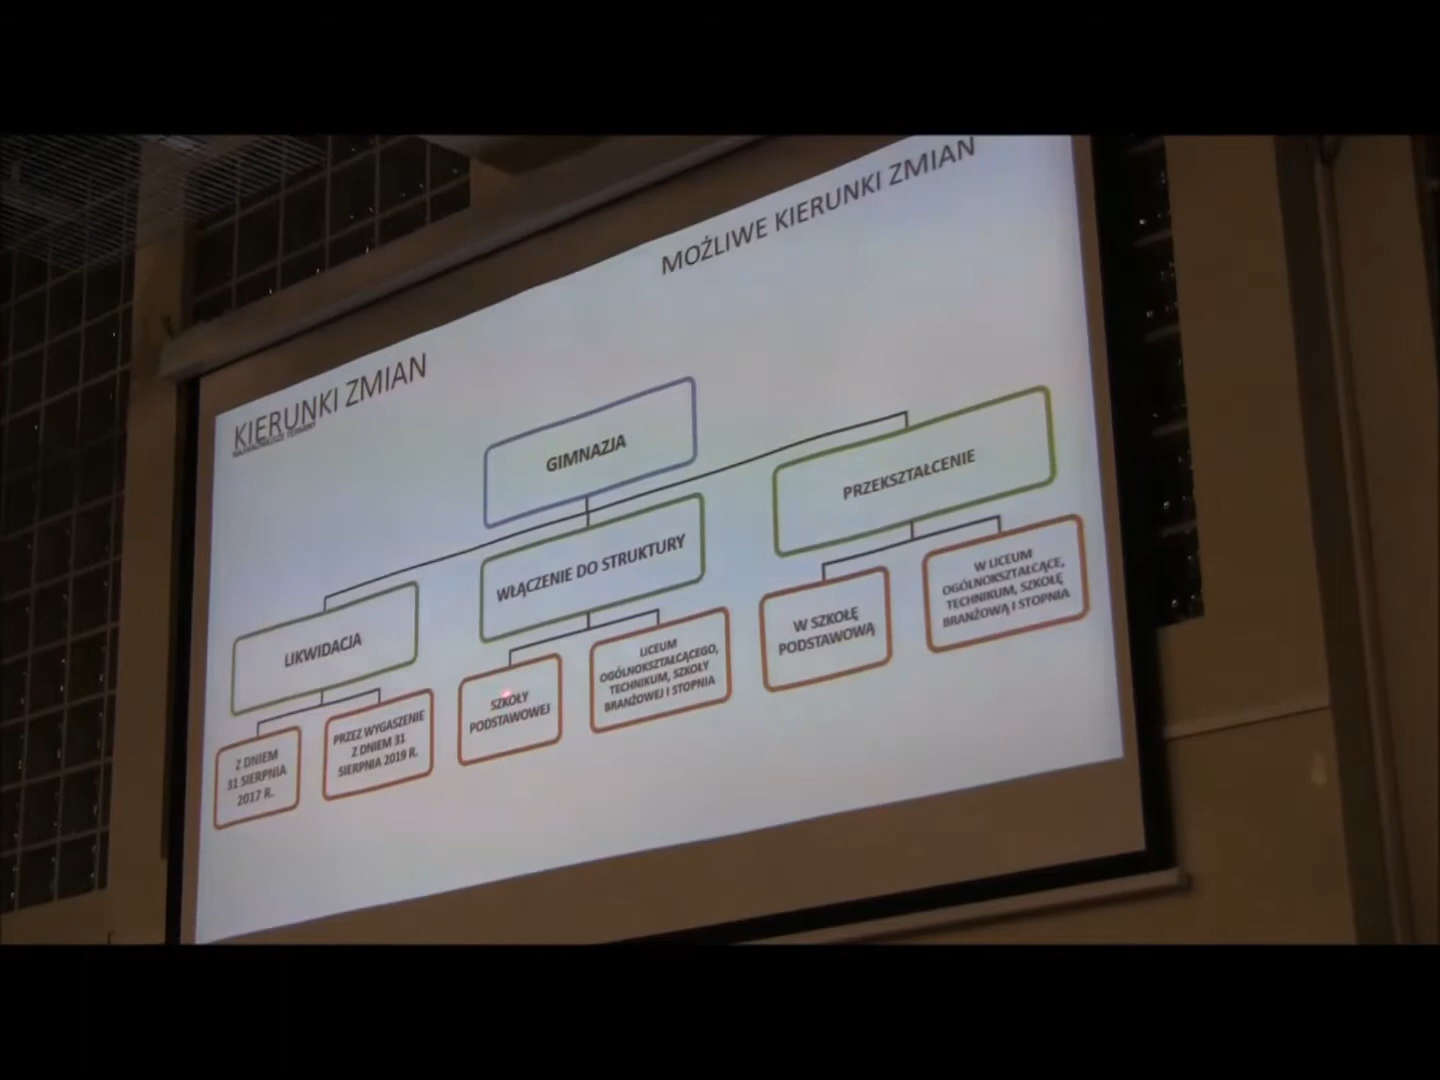 MOŻLIWE KIERUNKI ZMIAN
KIERUNKI ZMIAN
GIMNAZJA
LIKWIDACJA
WŁĄCZENIE DO STRUKTURY
PRZEKSZTAŁCENIE
Z DNIEM
31 SIERPNIA
2017 R.
PRZEZ WYGASZENIE
Z DNIEM 31
SIERPNIA 2019 R.
SZKOŁY
PODSTAWOWEJ
LICEUM
OGÓLNOKSZTAŁCĄCEGO,
TECHNIKUM, SZKOŁY
BRANŻOWEJ I STOPNIA
W SZKOŁĘ
PODSTAWOWĄ
W LICEUM
OGÓLNOKSZTAŁCĄCE,
TECHNIKUM, SZKOŁĘ
BRANŻOWĄ I STOPNIA